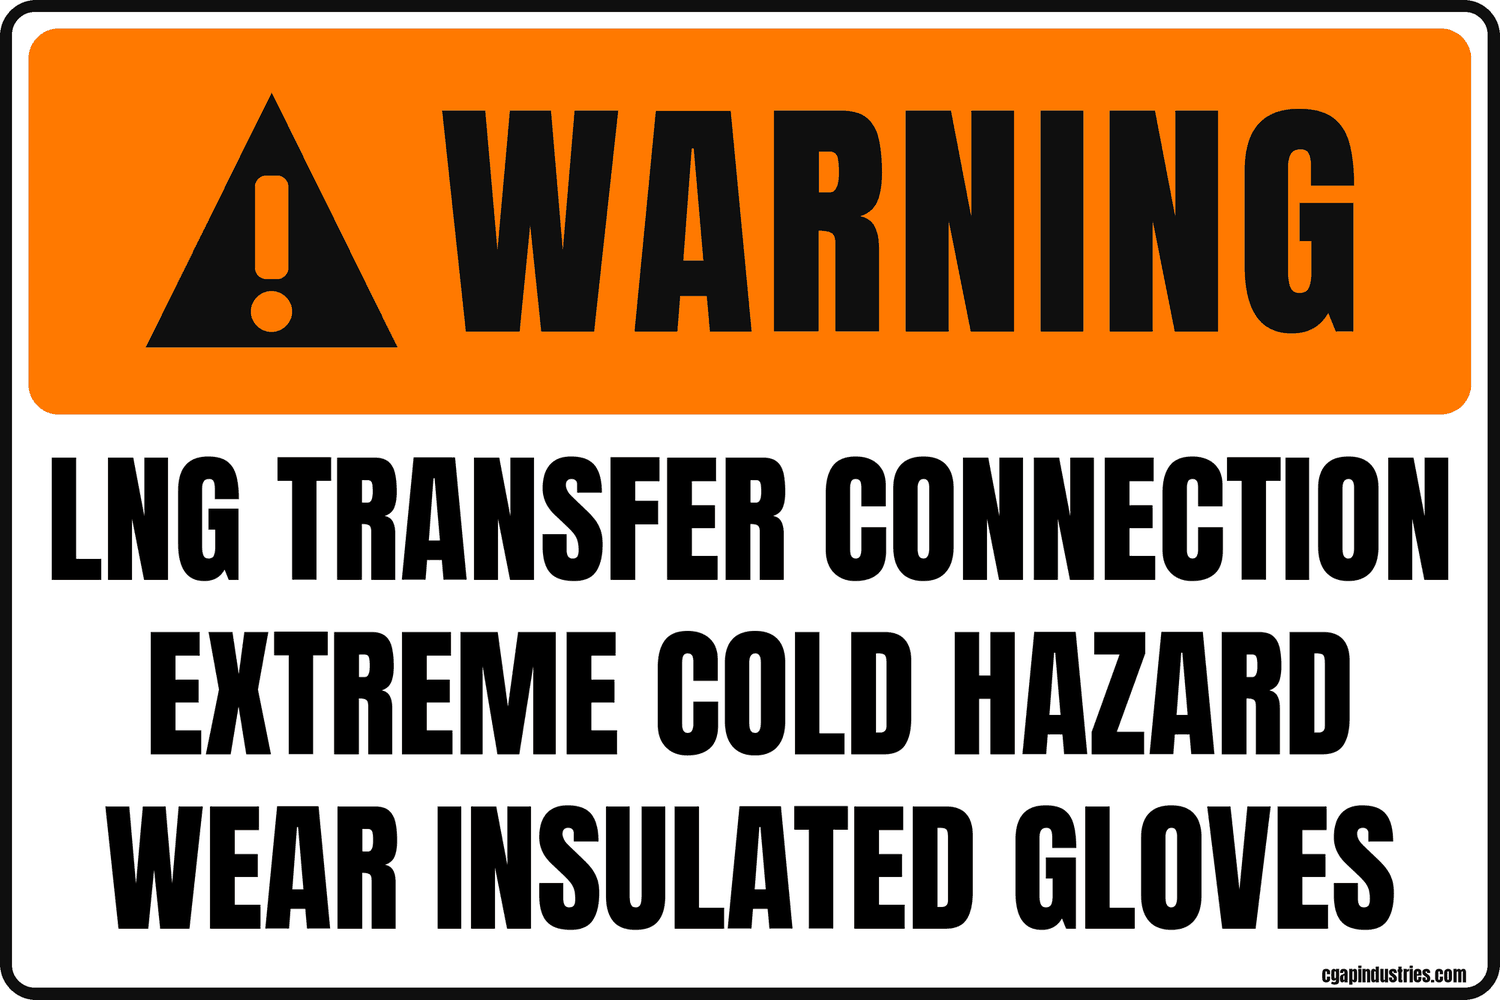 WARNING
LNG TRANSFER CONNECTION
EXTREME COLD HAZARD
WEAR INSULATED GLOVES
cgapindustries.com